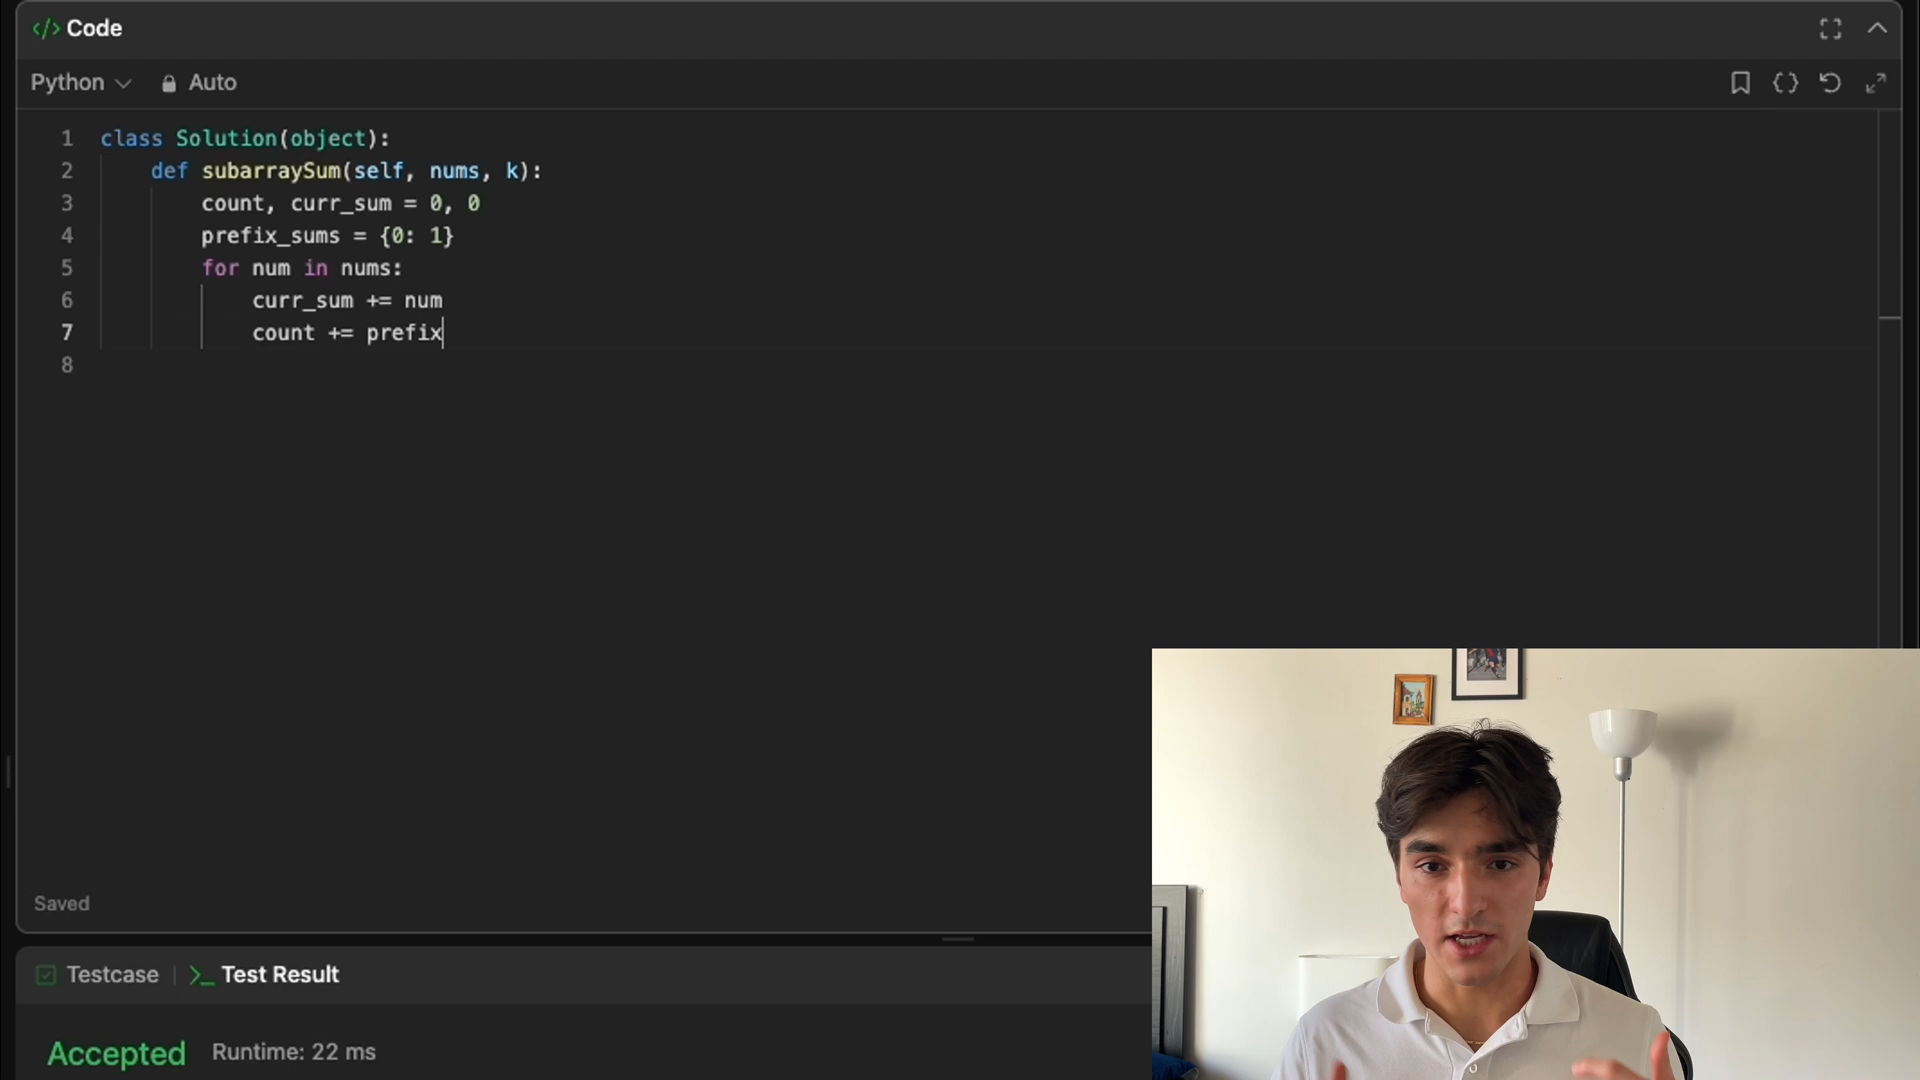 </> Code
Python Auto
1 class Solution(object):
2 def subarraySum(self, nums, k):
3 count, curr_sum = 0, 0
4 prefix_sums = {0: 1}
5 for num in nums:
6 curr_sum += num
7 count += prefix
8
Saved
Testcase | >_ Test Result
Accepted Runtime: 22 ms